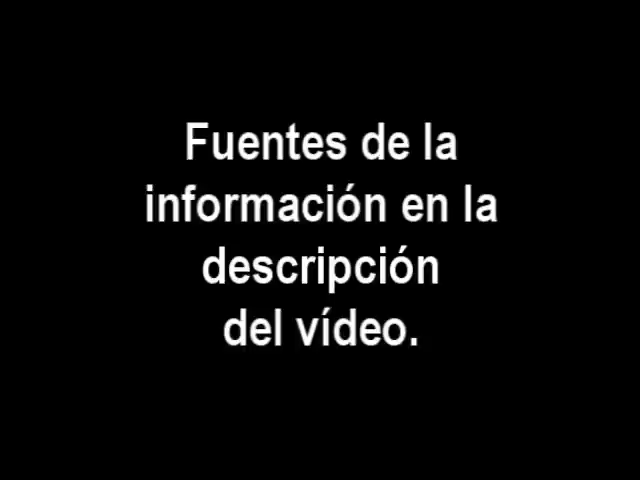 Fuentes de la
información en la
descripción
del vídeo.